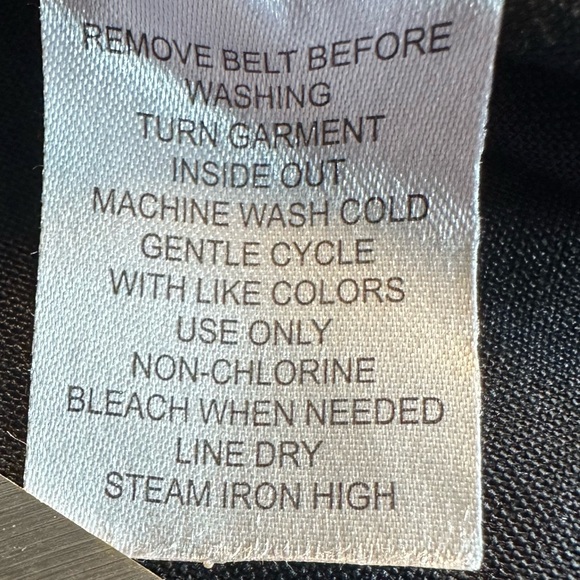 REMOVE BELT BEFORE
WASHING
TURN GARMENT
INSIDE OUT
MACHINE WASH COLD
GENTLE CYCLE
WITH LIKE COLORS
USE ONLY
NON-CHLORINE
BLEACH WHEN NEEDED
LINE DRY
STEAM IRON HIGH